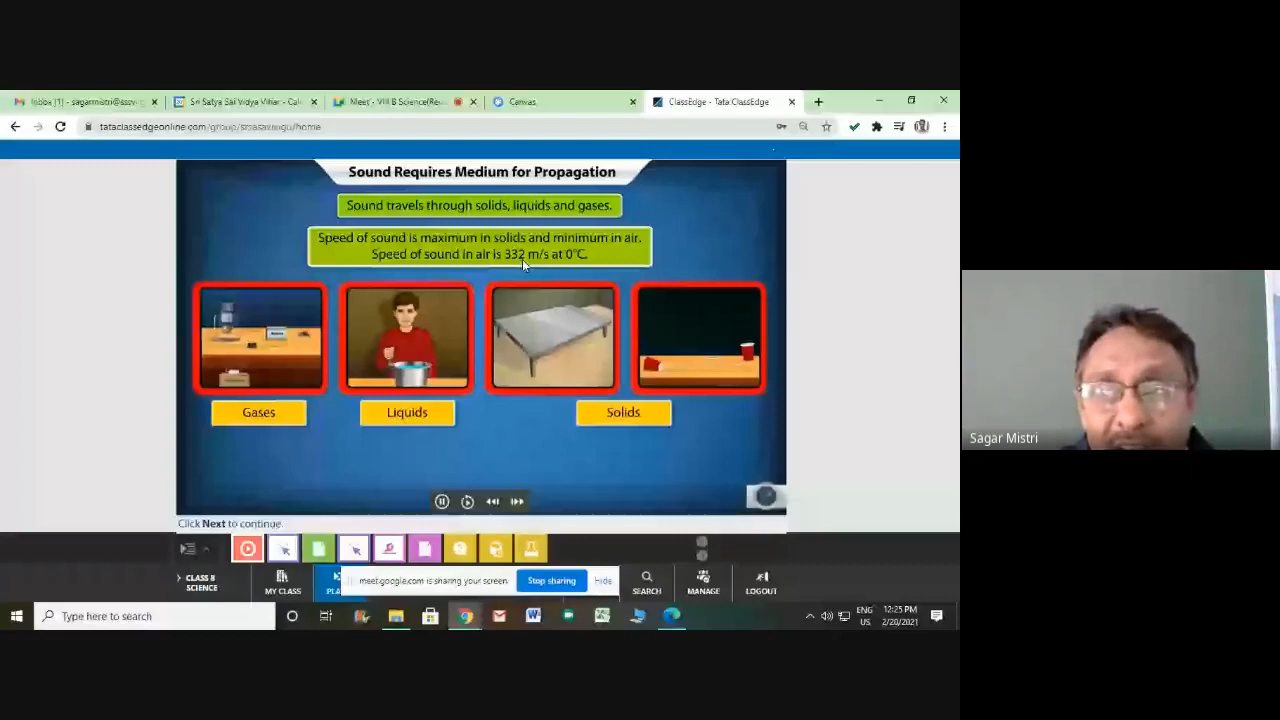 Sri Satya Sai Vidya Vihar - Cal
Meet - VIII B Science(Re
Canvas
ClassEdge - Tata ClassEdge
Sound Requires Medium for Propagation
Sound travels through solids, liquids and gases.
Speed of sound is maximum in solids and minimum in air.
Speed of sound in air is 332 m/s at 0°C.
Gases
Liquids
Solids
Sagar Mistri
Click Next to continue.
CLASS 8
SCIENCE
MY CLASS
meet.google.com is sharing your screen
Stop sharing
Hide
SEARCH
MANAGE
LOGOUT
Type here to search
ENG
US
12:25 PM
2/20/2021